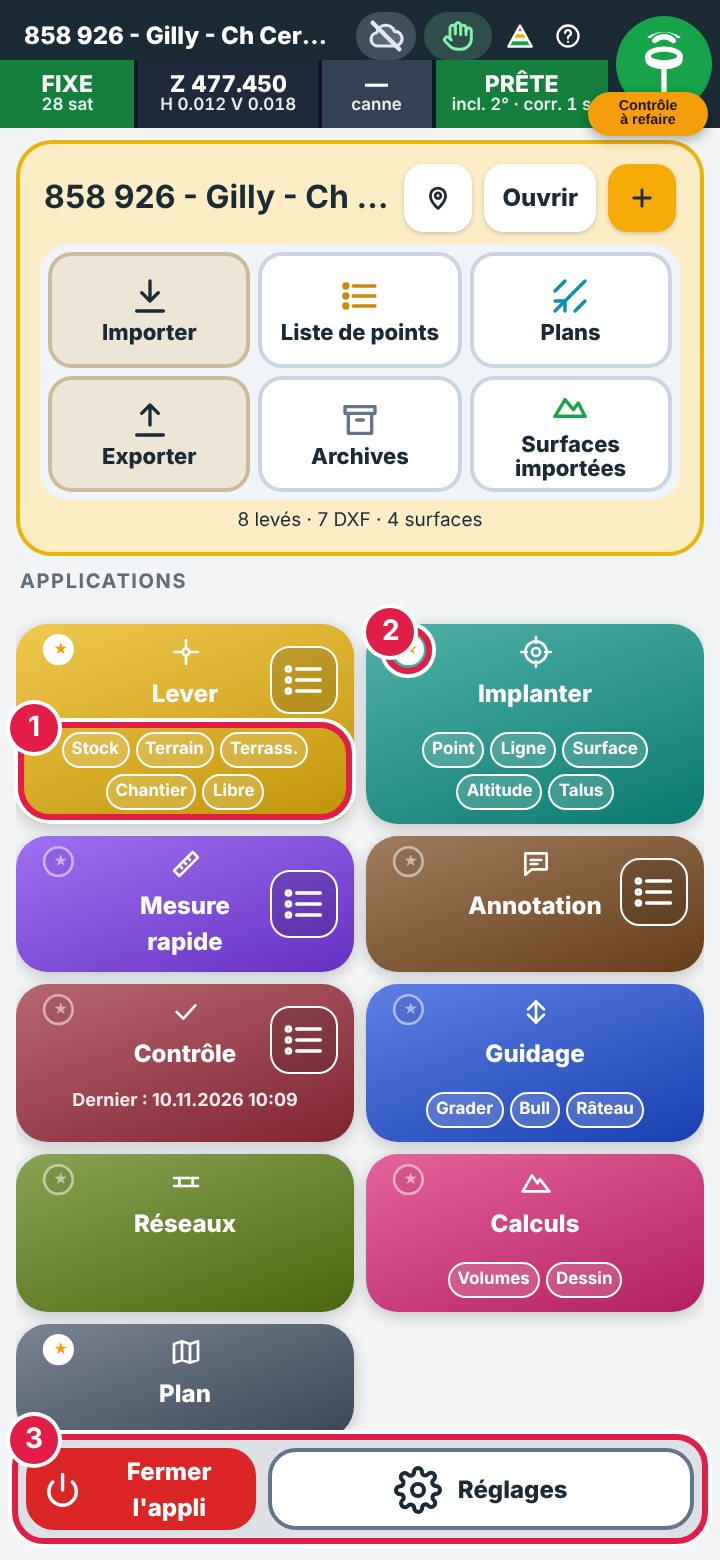 858 926 - Gilly - Ch Cer...
FIXE
28 sat
Z 477.450
H 0.012 V 0.018
—
canne
PRÊTE
incl. 2° · corr. 1 s
Contrôle
à refaire
858 926 - Gilly - Ch ...
Ouvrir
+
Importer
Liste de points
Plans
Exporter
Archives
Surfaces
importées
8 levés · 7 DXF · 4 surfaces
APPLICATIONS
1
Lever
Stock
Terrain
Terrass.
Chantier
Libre
2
Implanter
Point
Ligne
Surface
Altitude
Talus
Mesure
rapide
Annotation
Contrôle
Dernier : 10.11.2026 10:09
Guidage
Grader
Bull
Râteau
Réseaux
Calculs
Volumes
Dessin
Plan
3
Fermer
l'appli
Réglages